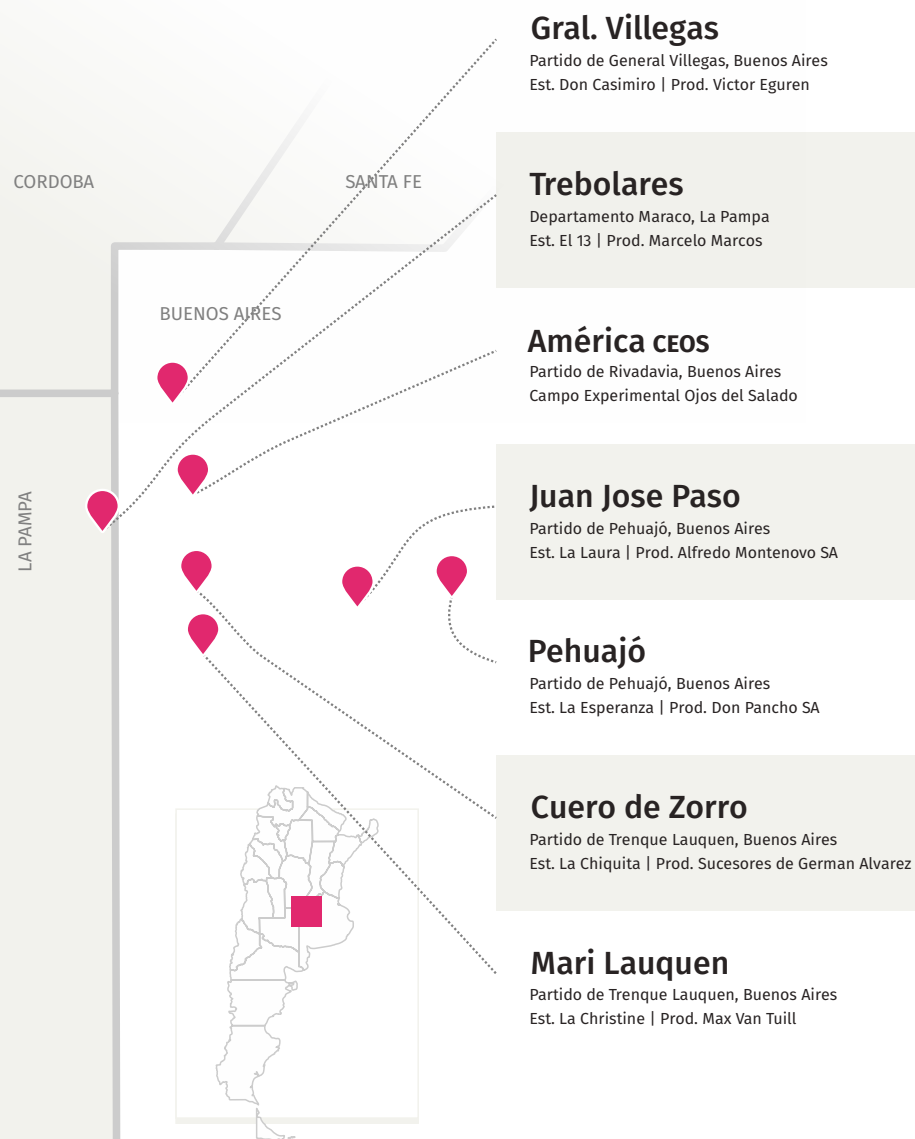 Gral. Villegas
Partido de General Villegas, Buenos Aires
Est. Don Casimiro | Prod. Victor Eguren
CORDOBA
SANTA FE
Trebolares
Departamento Maraco, La Pampa
Est. El 13 | Prod. Marcelo Marcos
BUENOS AIRES
América CEOS
Partido de Rivadavia, Buenos Aires
Campo Experimental Ojos del Salado
LA PAMPA
Juan Jose Paso
Partido de Pehuajó, Buenos Aires
Est. La Laura | Prod. Alfredo Montenovo SA
Pehuajó
Partido de Pehuajó, Buenos Aires
Est. La Esperanza | Prod. Don Pancho SA
Cuero de Zorro
Partido de Trenque Lauquen, Buenos Aires
Est. La Chiquita | Prod. Sucesores de German Alvarez
Mari Lauquen
Partido de Trenque Lauquen, Buenos Aires
Est. La Christine | Prod. Max Van Tuill